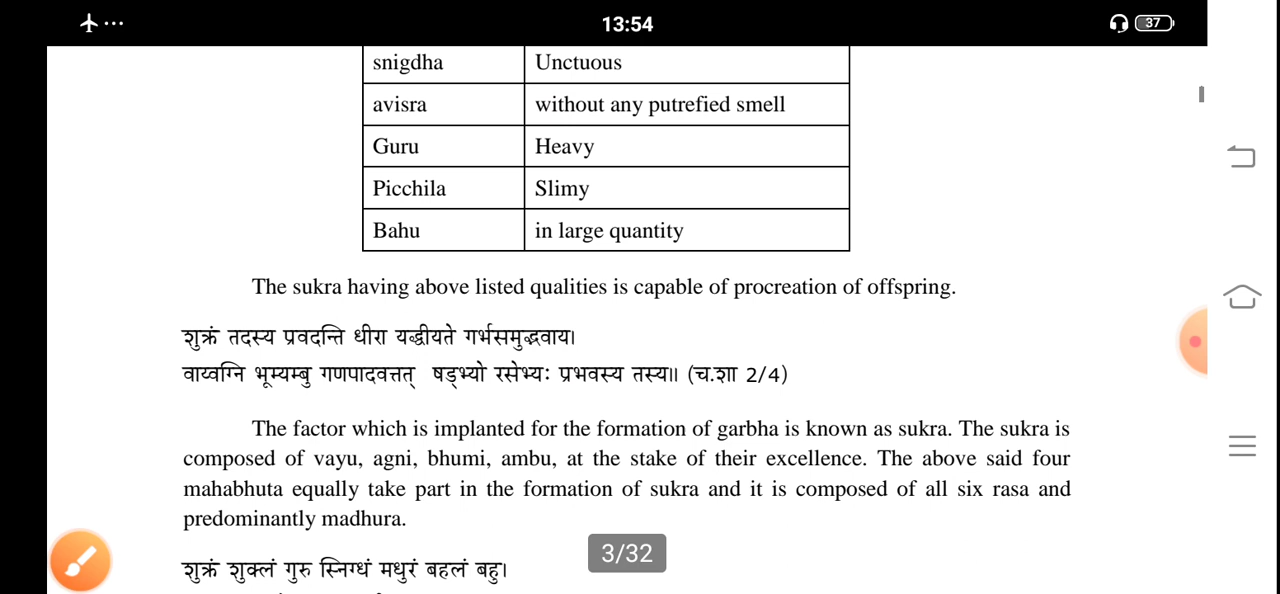 13:54
37
snigdha Unctuous
avisra without any putrefied smell
Guru Heavy
Picchila Slimy
Bahu in large quantity
The sukra having above listed qualities is capable of procreation of offspring.
शुक्रं तदस्य प्रवदन्ति धीरा यद्धीयते गर्भसमुद्भवाय।
वाय्वग्नि भूम्यम्बु गणपादवत्तत् षड्भ्यो रसेभ्यः प्रभवस्य तस्य॥ (च.शा 2/4)
The factor which is implanted for the formation of garbha is known as sukra. The sukra is
composed of vayu, agni, bhumi, ambu, at the stake of their excellence. The above said four
mahabhuta equally take part in the formation of sukra and it is composed of all six rasa and
predominantly madhura.
3/32
शुक्रं शुक्लं गुरु स्निग्धं मधुरं बहलं बहु।